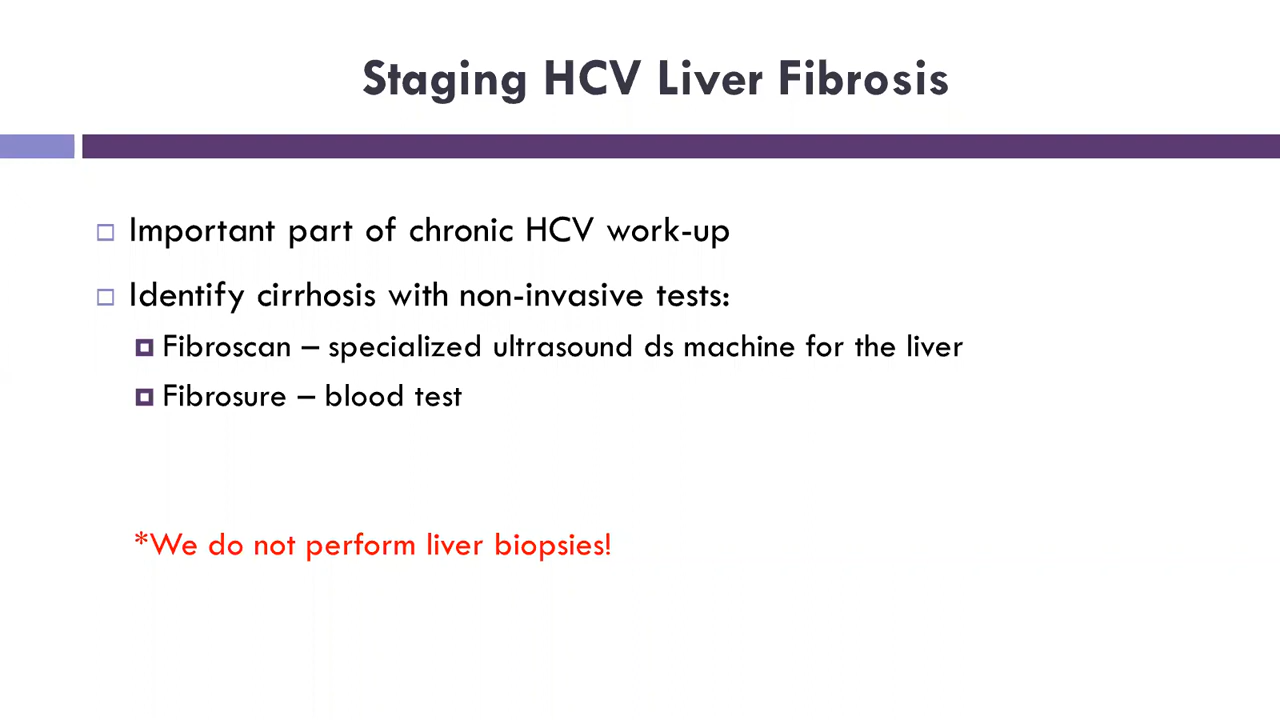 Staging HCV Liver Fibrosis
Important part of chronic HCV work-up
Identify cirrhosis with non-invasive tests:
Fibroscan – specialized ultrasound ds machine for the liver
Fibrosure – blood test
*We do not perform liver biopsies!